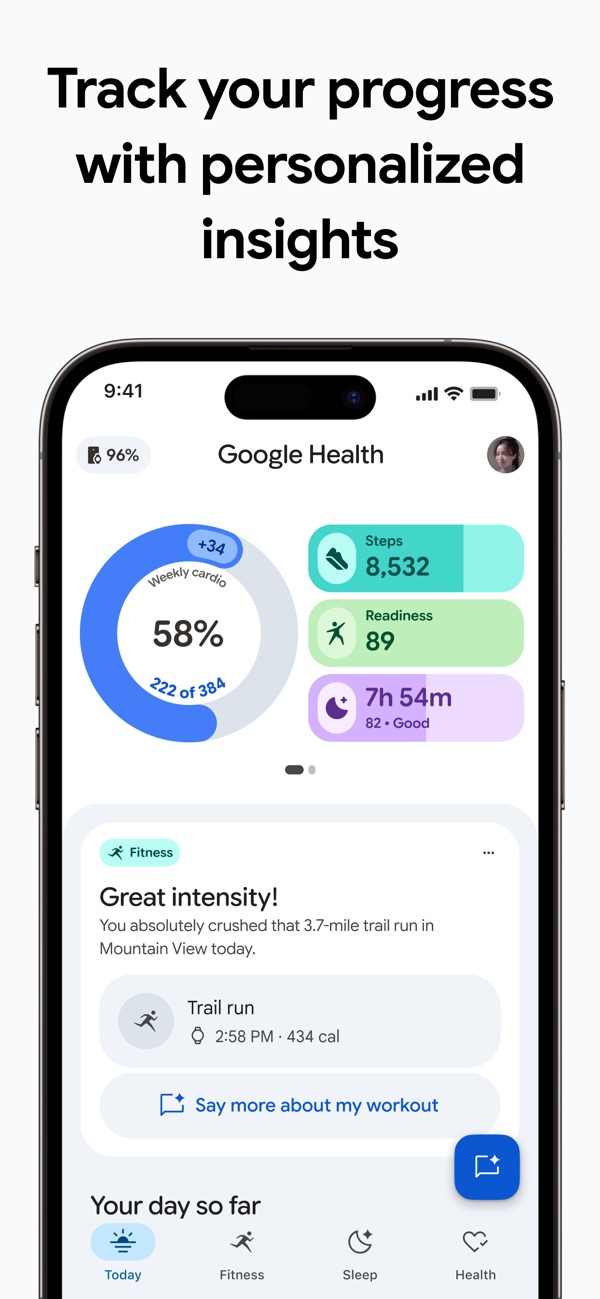 Track your progress
with personalized
insights
9:41
96%
Google Health
+34
Weekly cardio
58%
222 of 384
Steps
8,532
Readiness
89
7h 54m
82 • Good
Fitness
Great intensity!
You absolutely crushed that 3.7-mile trail run in
Mountain View today.
Trail run
2:58 PM · 434 cal
Say more about my workout
Your day so far
Today
Fitness
Sleep
Health